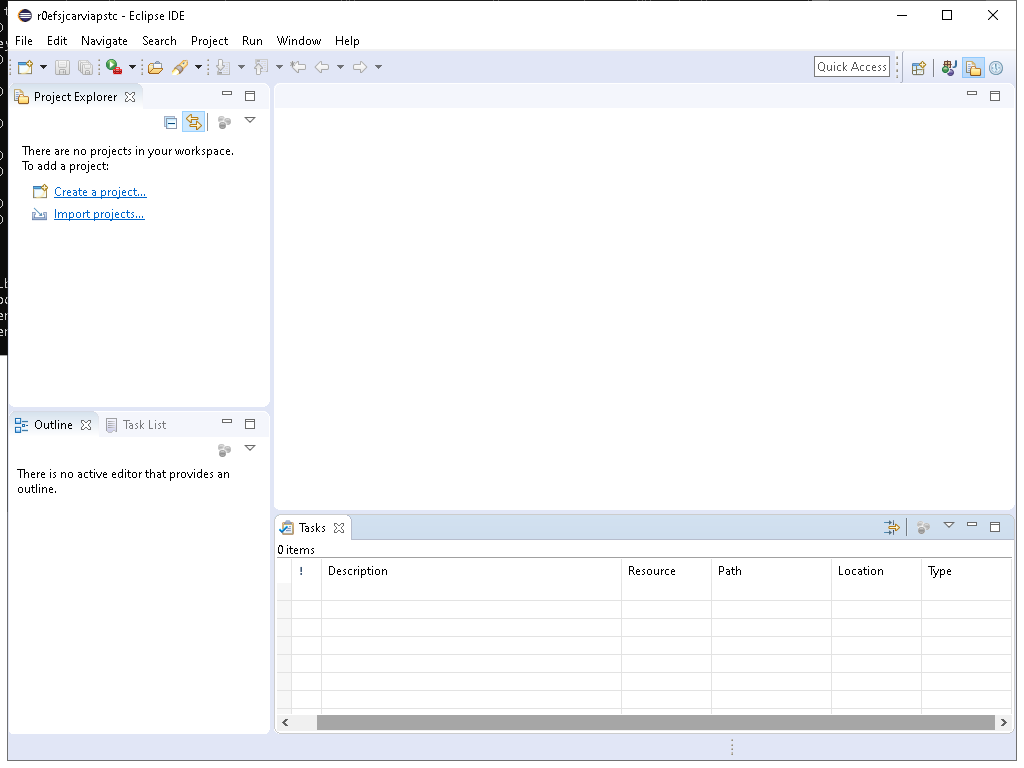 r0efsjcarviapstc - Eclipse IDE
File Edit Navigate Search Project Run Window Help
Quick Access
Project Explorer
There are no projects in your workspace.
To add a project:
Create a project...
Import projects...
Outline Task List
There is no active editor that provides an
outline.
Tasks
0 items
! Description Resource Path Location Type